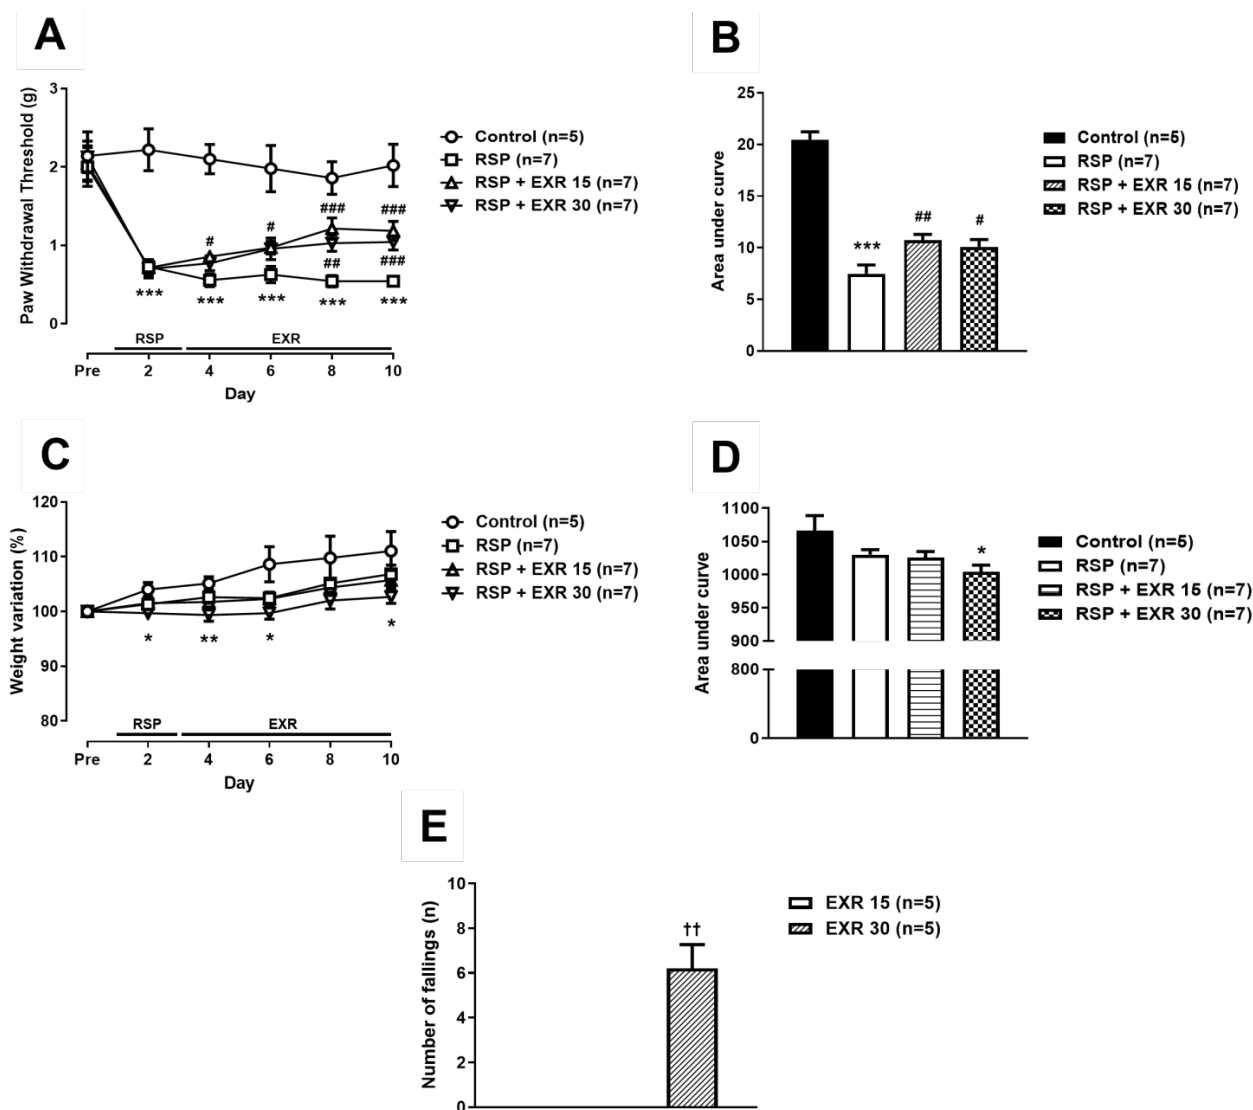 A
Paw Withdrawal Threshold (g)
3
2
1
0
###
###
#
#
##
###
***
***
***
***
***
RSP
EXR
Pre
2
4
6
8
10
Day
Control (n=5)
RSP (n=7)
RSP + EXR 15 (n=7)
RSP + EXR 30 (n=7)
B
Area under curve
25
20
15
10
5
0
***
##
#
Control (n=5)
RSP (n=7)
RSP + EXR 15 (n=7)
RSP + EXR 30 (n=7)
C
Weight variation (%)
120
110
100
90
80
*
**
*
*
RSP
EXR
Pre
2
4
6
8
10
Day
Control (n=5)
RSP (n=7)
RSP + EXR 15 (n=7)
RSP + EXR 30 (n=7)
D
Area under curve
1100
1050
1000
950
900
800
0
*
Control (n=5)
RSP (n=7)
RSP + EXR 15 (n=7)
RSP + EXR 30 (n=7)
E
Number of fallings (n)
10
8
6
4
2
0
††
EXR 15 (n=5)
EXR 30 (n=5)